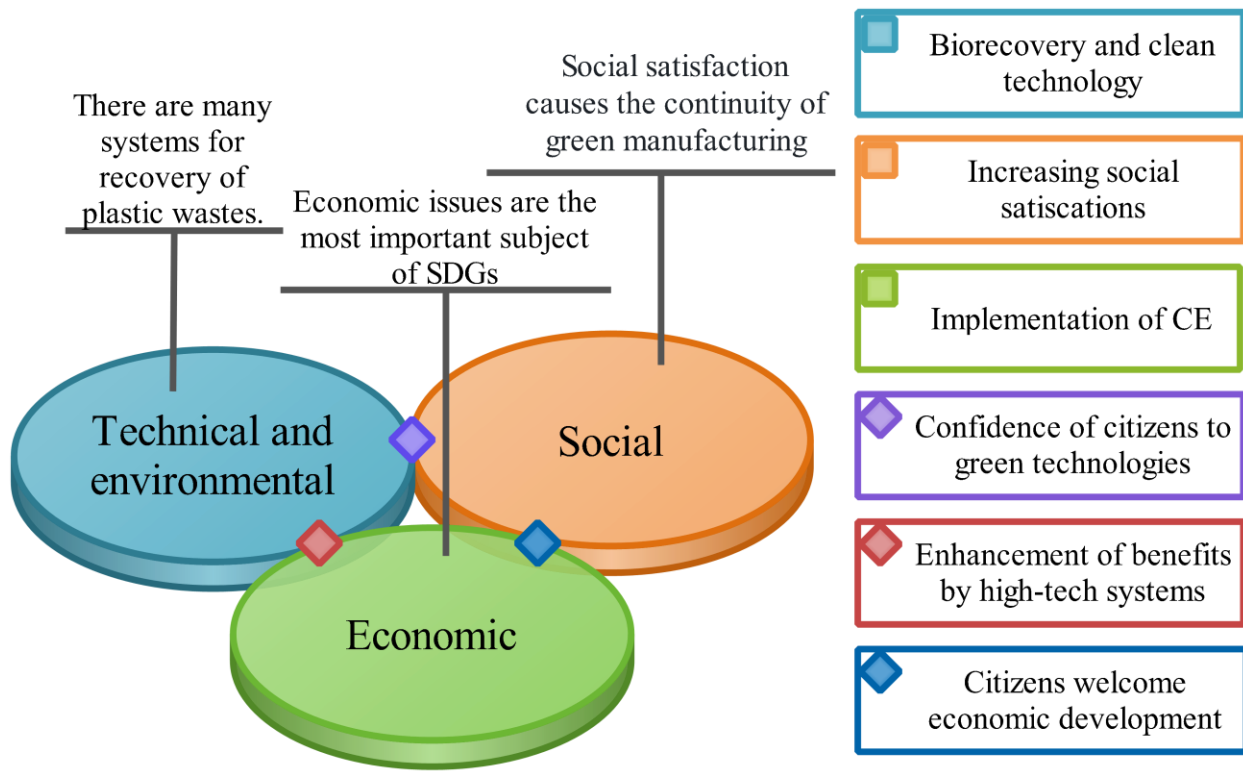 There are many
systems for
recovery of
plastic wastes.
Economic issues are the
most important subject
of SDGs
Social satisfaction
causes the continuity of
green manufacturing
Technical and
environmental
Social
Economic
Biorecovery and clean
technology
Increasing social
satiscations
Implementation of CE
Confidence of citizens to
green technologies
Enhancement of benefits
by high-tech systems
Citizens welcome
economic development